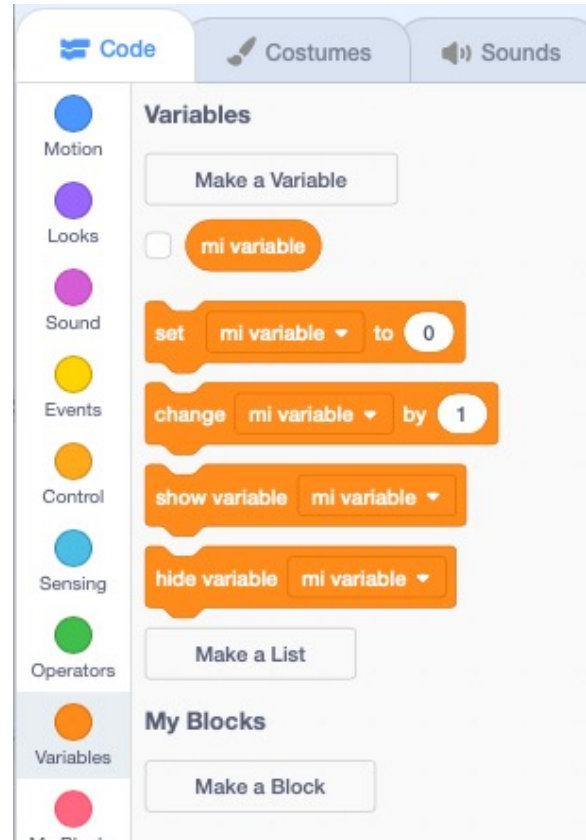 Code
Costumes
Sounds
Motion
Looks
Sound
Events
Control
Sensing
Operators
Variables
Variables
Make a Variable
mi variable
set mi variable to 0
change mi variable by 1
show variable mi variable
hide variable mi variable
Make a List
My Blocks
Make a Block